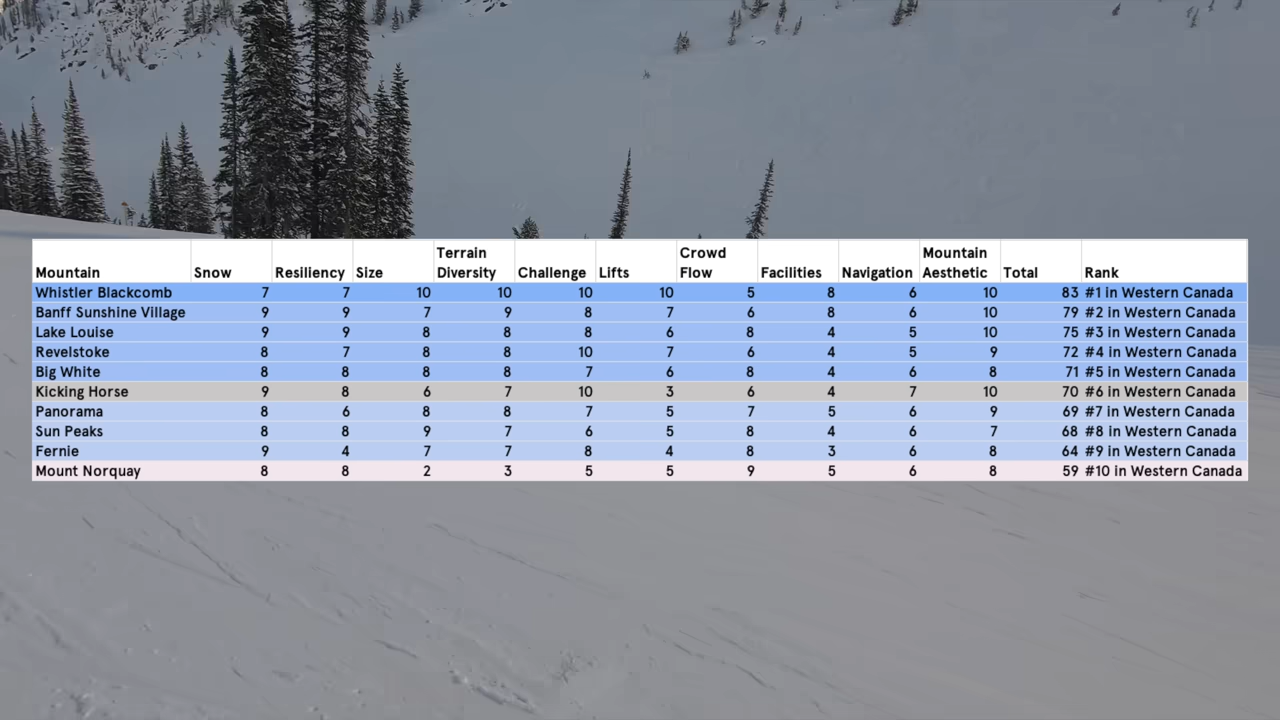 Mountain Snow Resiliency Size Terrain Diversity Challenge Lifts Crowd Flow Facilities Navigation Mountain Aesthetic Total Rank
Whistler Blackcomb 7 7 10 10 10 10 5 8 6 10 83 #1 in Western Canada
Banff Sunshine Village 9 9 7 9 8 7 6 8 6 10 79 #2 in Western Canada
Lake Louise 9 9 8 8 8 6 8 4 5 10 75 #3 in Western Canada
Revelstoke 8 7 8 8 10 7 6 4 5 9 72 #4 in Western Canada
Big White 8 8 8 8 7 6 8 4 6 8 71 #5 in Western Canada
Kicking Horse 9 8 6 7 10 3 6 4 7 10 70 #6 in Western Canada
Panorama 8 6 8 8 7 5 7 5 6 9 69 #7 in Western Canada
Sun Peaks 8 8 9 7 6 5 8 4 6 7 68 #8 in Western Canada
Fernie 9 4 7 7 8 4 8 3 6 8 64 #9 in Western Canada
Mount Norquay 8 8 2 3 5 5 9 5 6 8 59 #10 in Western Canada